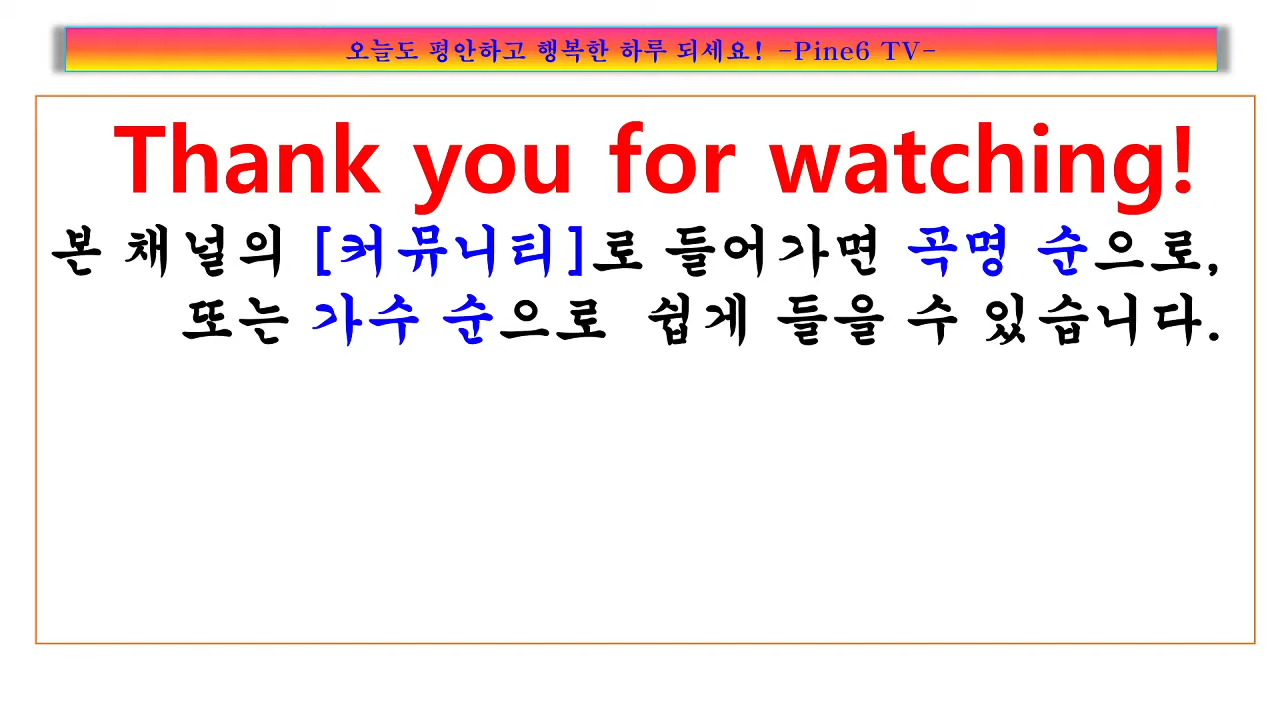 오늘도 평안하고 행복한 하루 되세요! -Pine6 TV-
Thank you for watching!
본 채널의 [커뮤니티]로 들어가면 곡명 순으로,
또는 가수 순으로 쉽게 들을 수 있습니다.